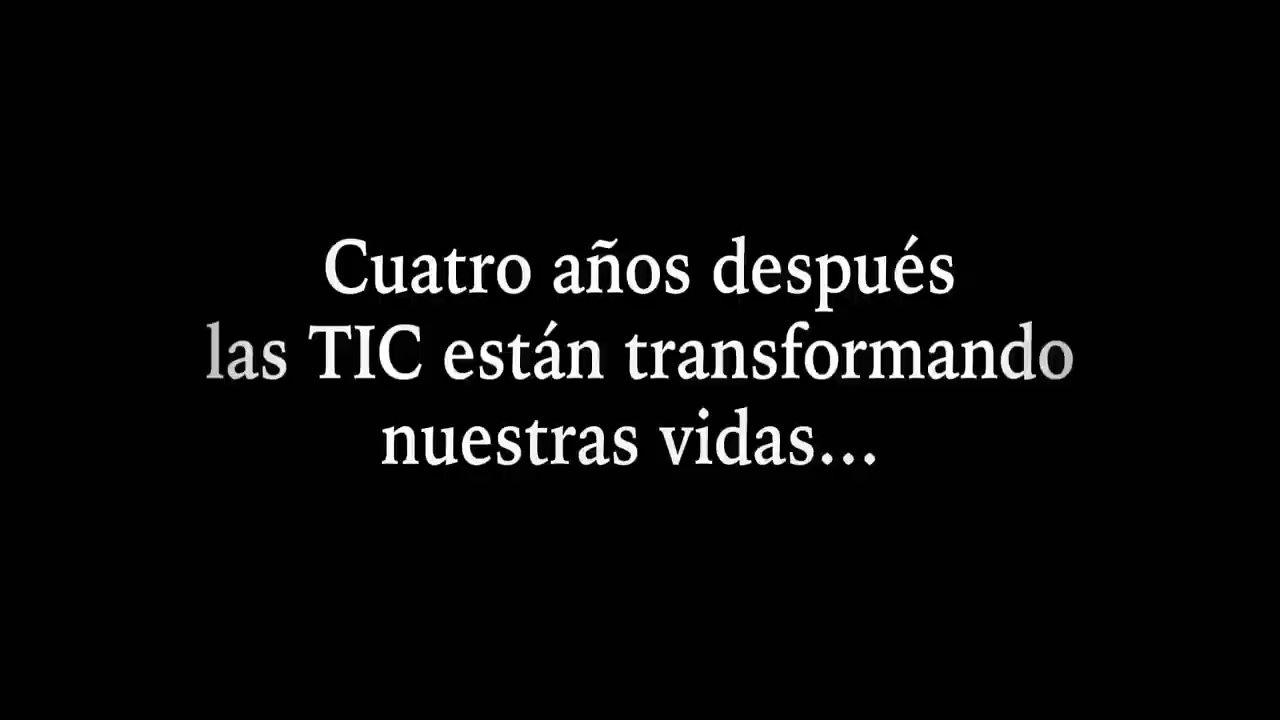 Cuatro años después
las TIC están transformando
nuestras vidas...